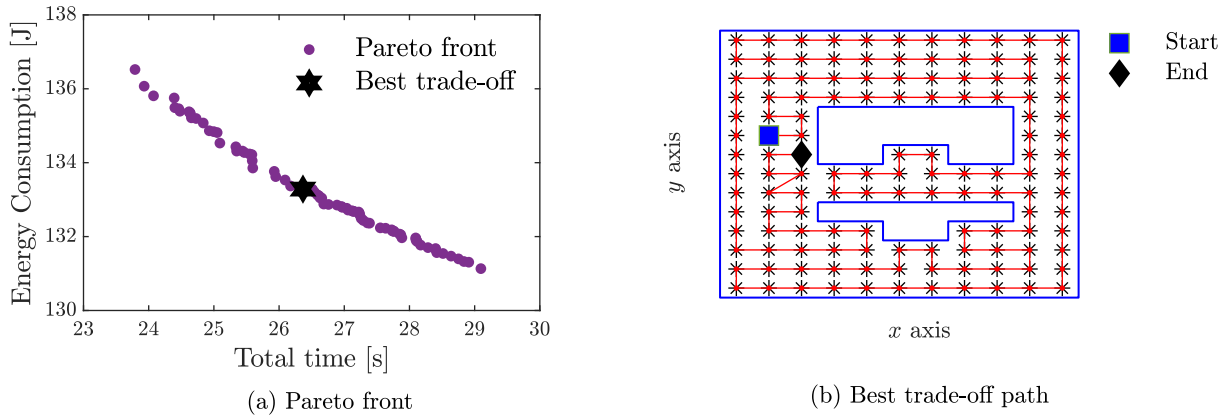 138
136
134
132
130
Energy Consumption [J]
Pareto front
Best trade-off
23 24 25 26 27 28 29 30
Total time [s]
(a) Pareto front
Start
End
y axis
x axis
(b) Best trade-off path